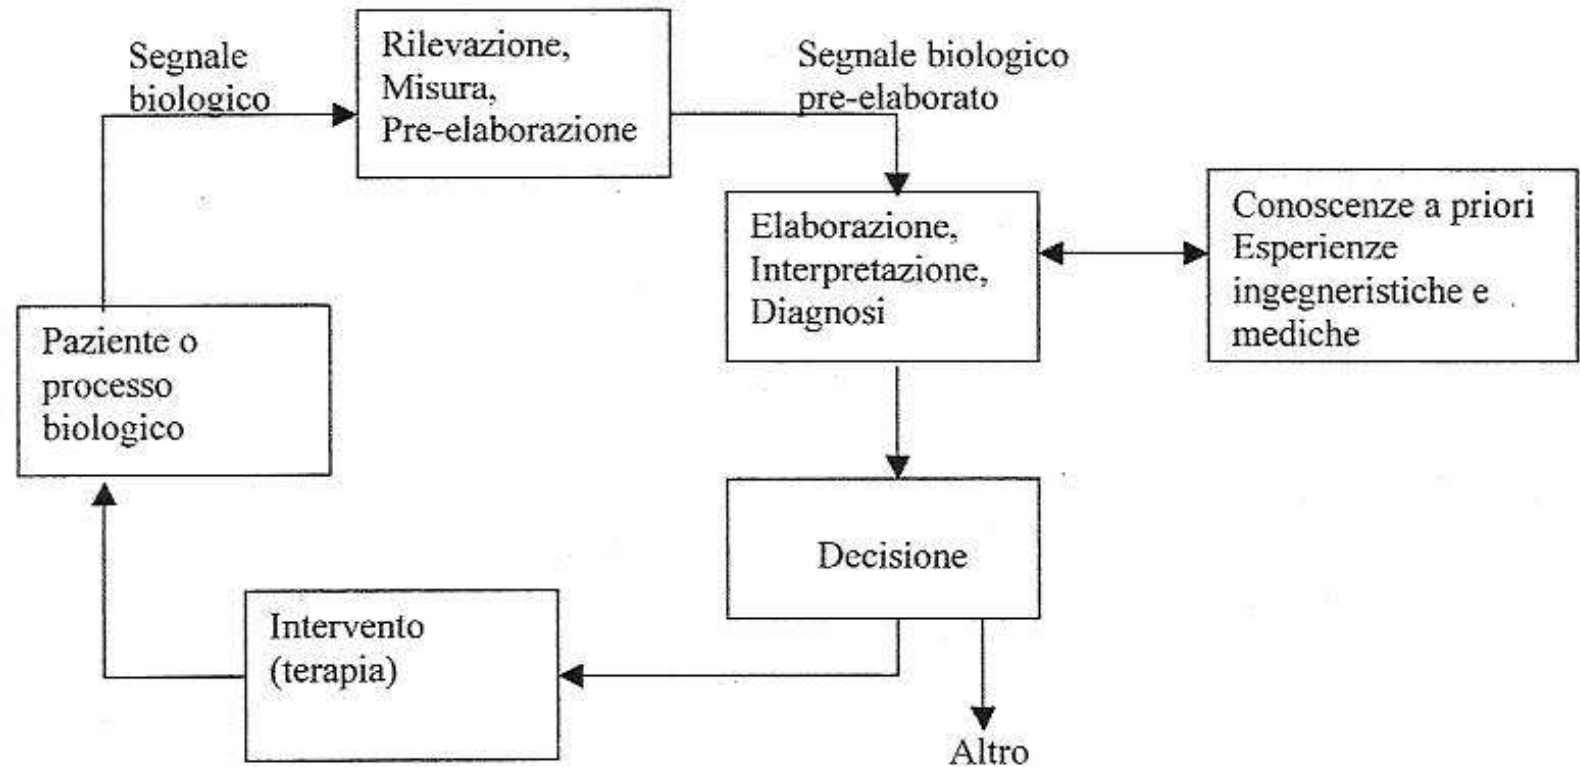 Segnale
biologico
Rilevazione,
Misura,
Pre-elaborazione
Segnale biologico
pre-elaborato
Elaborazione,
Interpretazione,
Diagnosi
Conoscenze a priori
Esperienze
ingegneristiche e
mediche
Paziente o
processo
biologico
Decisione
Intervento
(terapia)
Altro